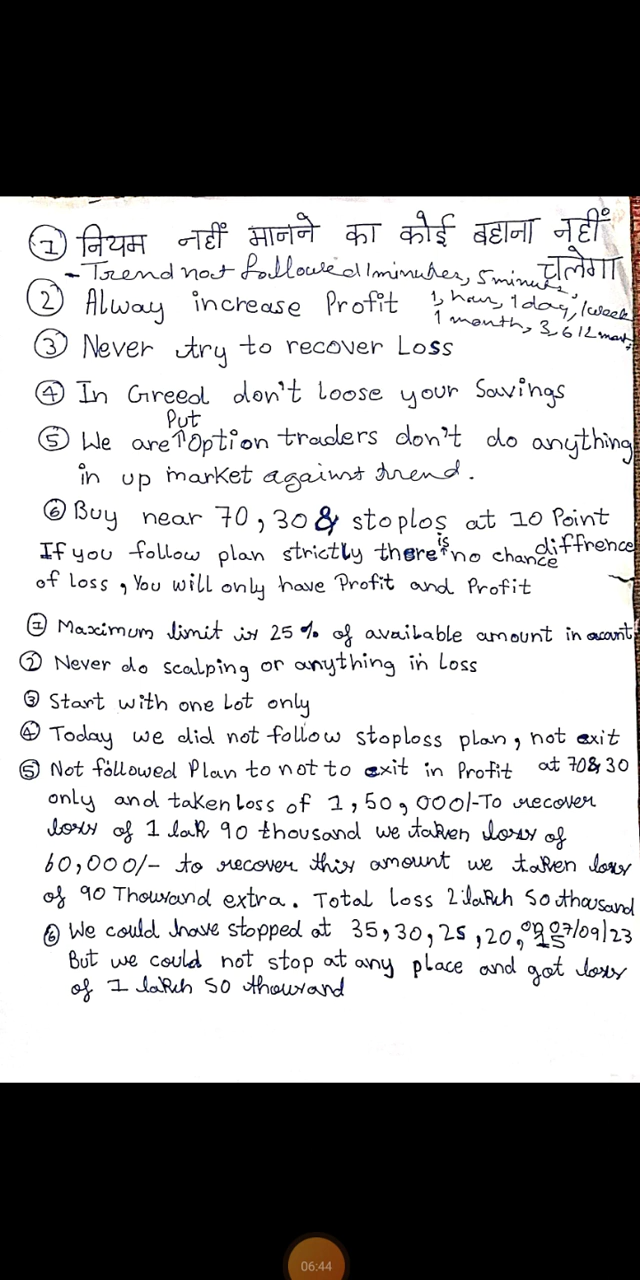 ① नियम नहीं मानने का कोई बहाना नहीं चलेगा
- Trend not followed 1 minutes, 5 minutes,
② Alway increase Profit 1, hour, 1 day, 1 week
1 month, 3, 6 12 mont,
③ Never try to recover Loss
④ In Greed don't loose your Savings
Put
⑤ We are ↑ Option traders don't do anything
in up market against trend.
⑥ Buy near 70, 30 & stoplos at 10 Point
If you follow plan strictly there is no chance diffrence
of loss, You will only have Profit and Profit
① Maximum limit is 25 % of available amount in acount
② Never do scalping or anything in Loss
③ Start with one Lot only
④ Today we did not follow stoploss plan, not exit
⑤ Not followed Plan to not to exit in Profit at 70 & 30
only and taken Loss of 1,50,000/- To recover
loss of 1 lak 90 thousand we taken loss of
60,000/- to recover this amount we taken loss
of 90 Thousand extra. Total Loss 2 lakh 50 thousand
⑥ We could have stopped at 35, 30, 25, 20, 15 on 07/09/23
But we could not stop at any place and got loss
of 1 lakh 50 thousand
06:44